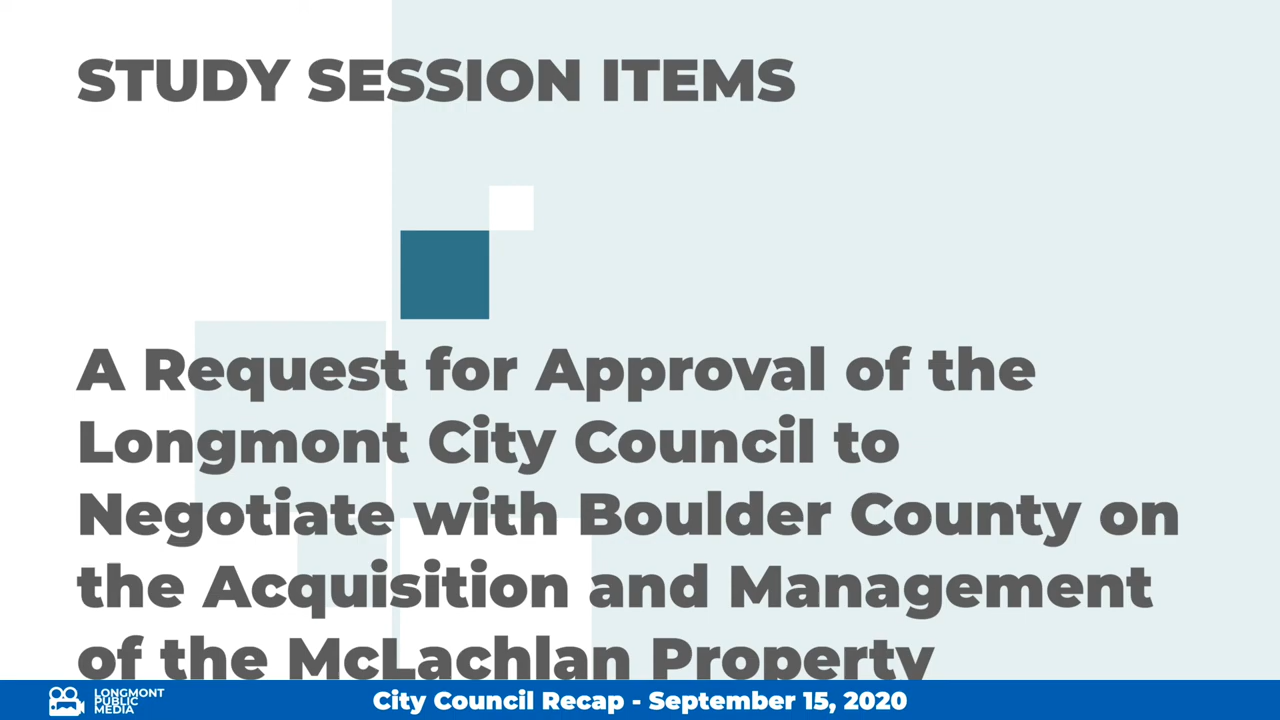 STUDY SESSION ITEMS
A Request for Approval of the
Longmont City Council to
Negotiate with Boulder County on
the Acquisition and Management
of the McLachlan Property
LONGMONT
PUBLIC
MEDIA
City Council Recap - September 15, 2020